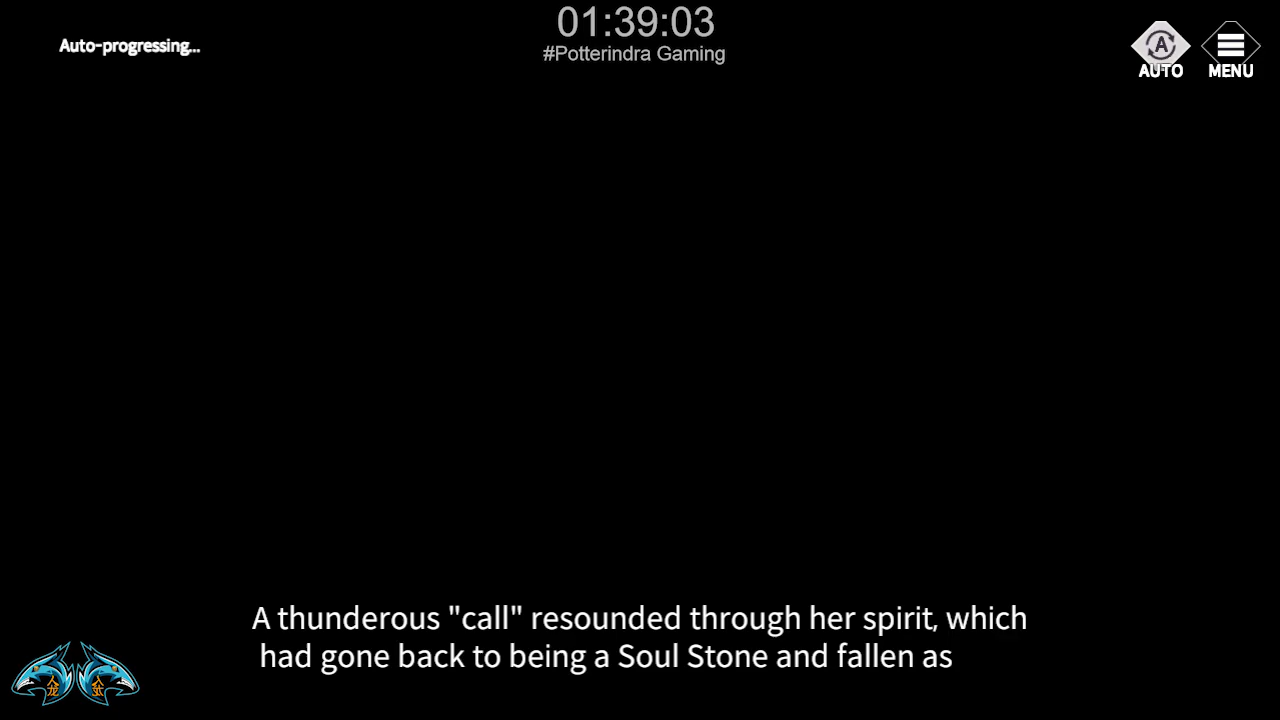 01:39:03
Auto-progressing...
#Potterindra Gaming
AUTO
MENU
A thunderous "call" resounded through her spirit, which
had gone back to being a Soul Stone and fallen as